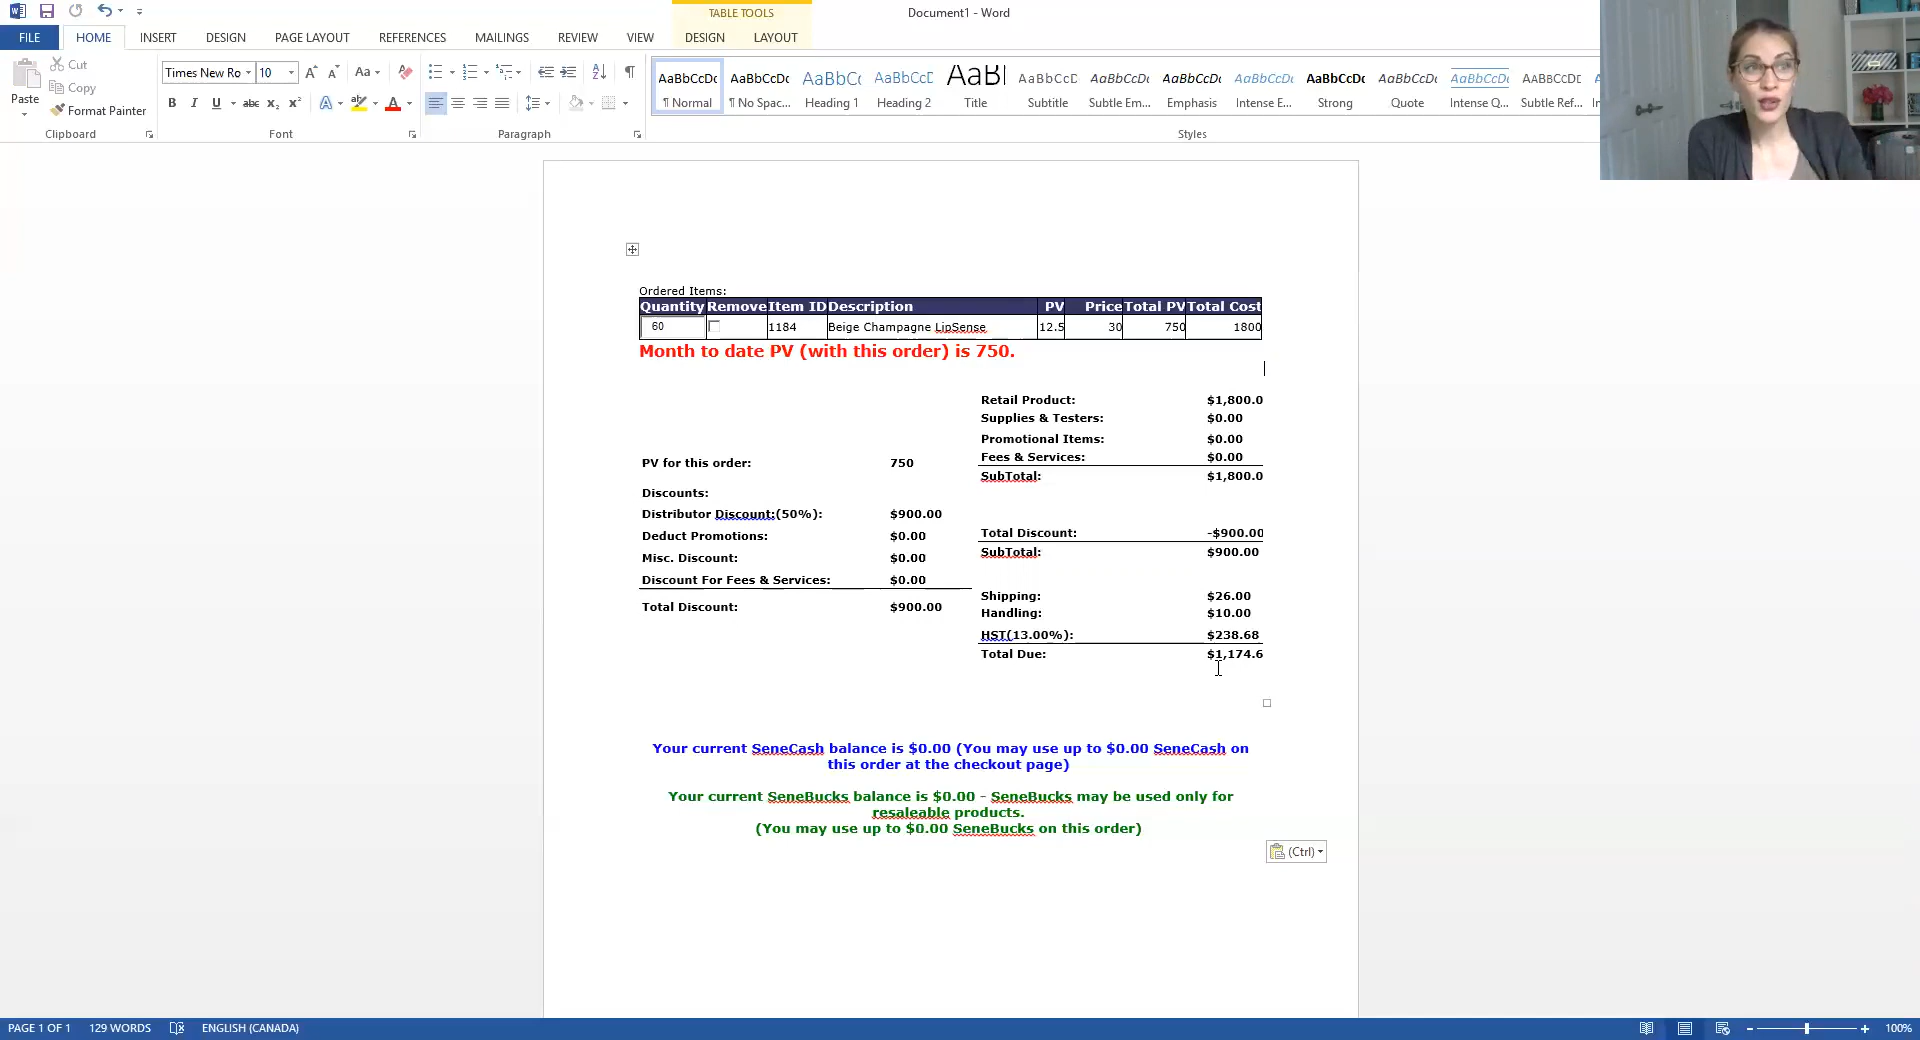 TABLE TOOLS
Document1 - Word
FILE HOME INSERT DESIGN PAGE LAYOUT REFERENCES MAILINGS REVIEW VIEW DESIGN LAYOUT
Paste
Cut
Copy
Format Painter
Clipboard
Times New Ro 10
Font
Paragraph
AaBbCcDc AaBbCcDc AaBbCc AaBbCcD AaB AaBbCcD AaBbCcDc AaBbCcDc AaBbCcDc AaBbCcDc AaBbCcDc AaBbCcDc AABBCCDE
¶ Normal ¶ No Spac... Heading 1 Heading 2 Title Subtitle Subtle Em... Emphasis Intense E... Strong Quote Intense Q... Subtle Ref...
Styles
Ordered Items:
Quantity Remove Item ID Description PV Price Total PV Total Cost
60 1184 Beige Champagne LipSense 12.5 30 750 1800
Month to date PV (with this order) is 750.
PV for this order: 750
Discounts:
Distributor Discount:(50%): $900.00
Deduct Promotions: $0.00
Misc. Discount: $0.00
Discount For Fees & Services: $0.00
Total Discount: $900.00
Retail Product: $1,800.0
Supplies & Testers: $0.00
Promotional Items: $0.00
Fees & Services: $0.00
SubTotal: $1,800.0
Total Discount: -$900.00
SubTotal: $900.00
Shipping: $26.00
Handling: $10.00
HST(13.00%): $238.68
Total Due: $1,174.6
Your current SeneCash balance is $0.00 (You may use up to $0.00 SeneCash on
this order at the checkout page)
Your current SeneBucks balance is $0.00 - SeneBucks may be used only for
resaleable products.
(You may use up to $0.00 SeneBucks on this order)
(Ctrl)
PAGE 1 OF 1 129 WORDS ENGLISH (CANADA) 100%